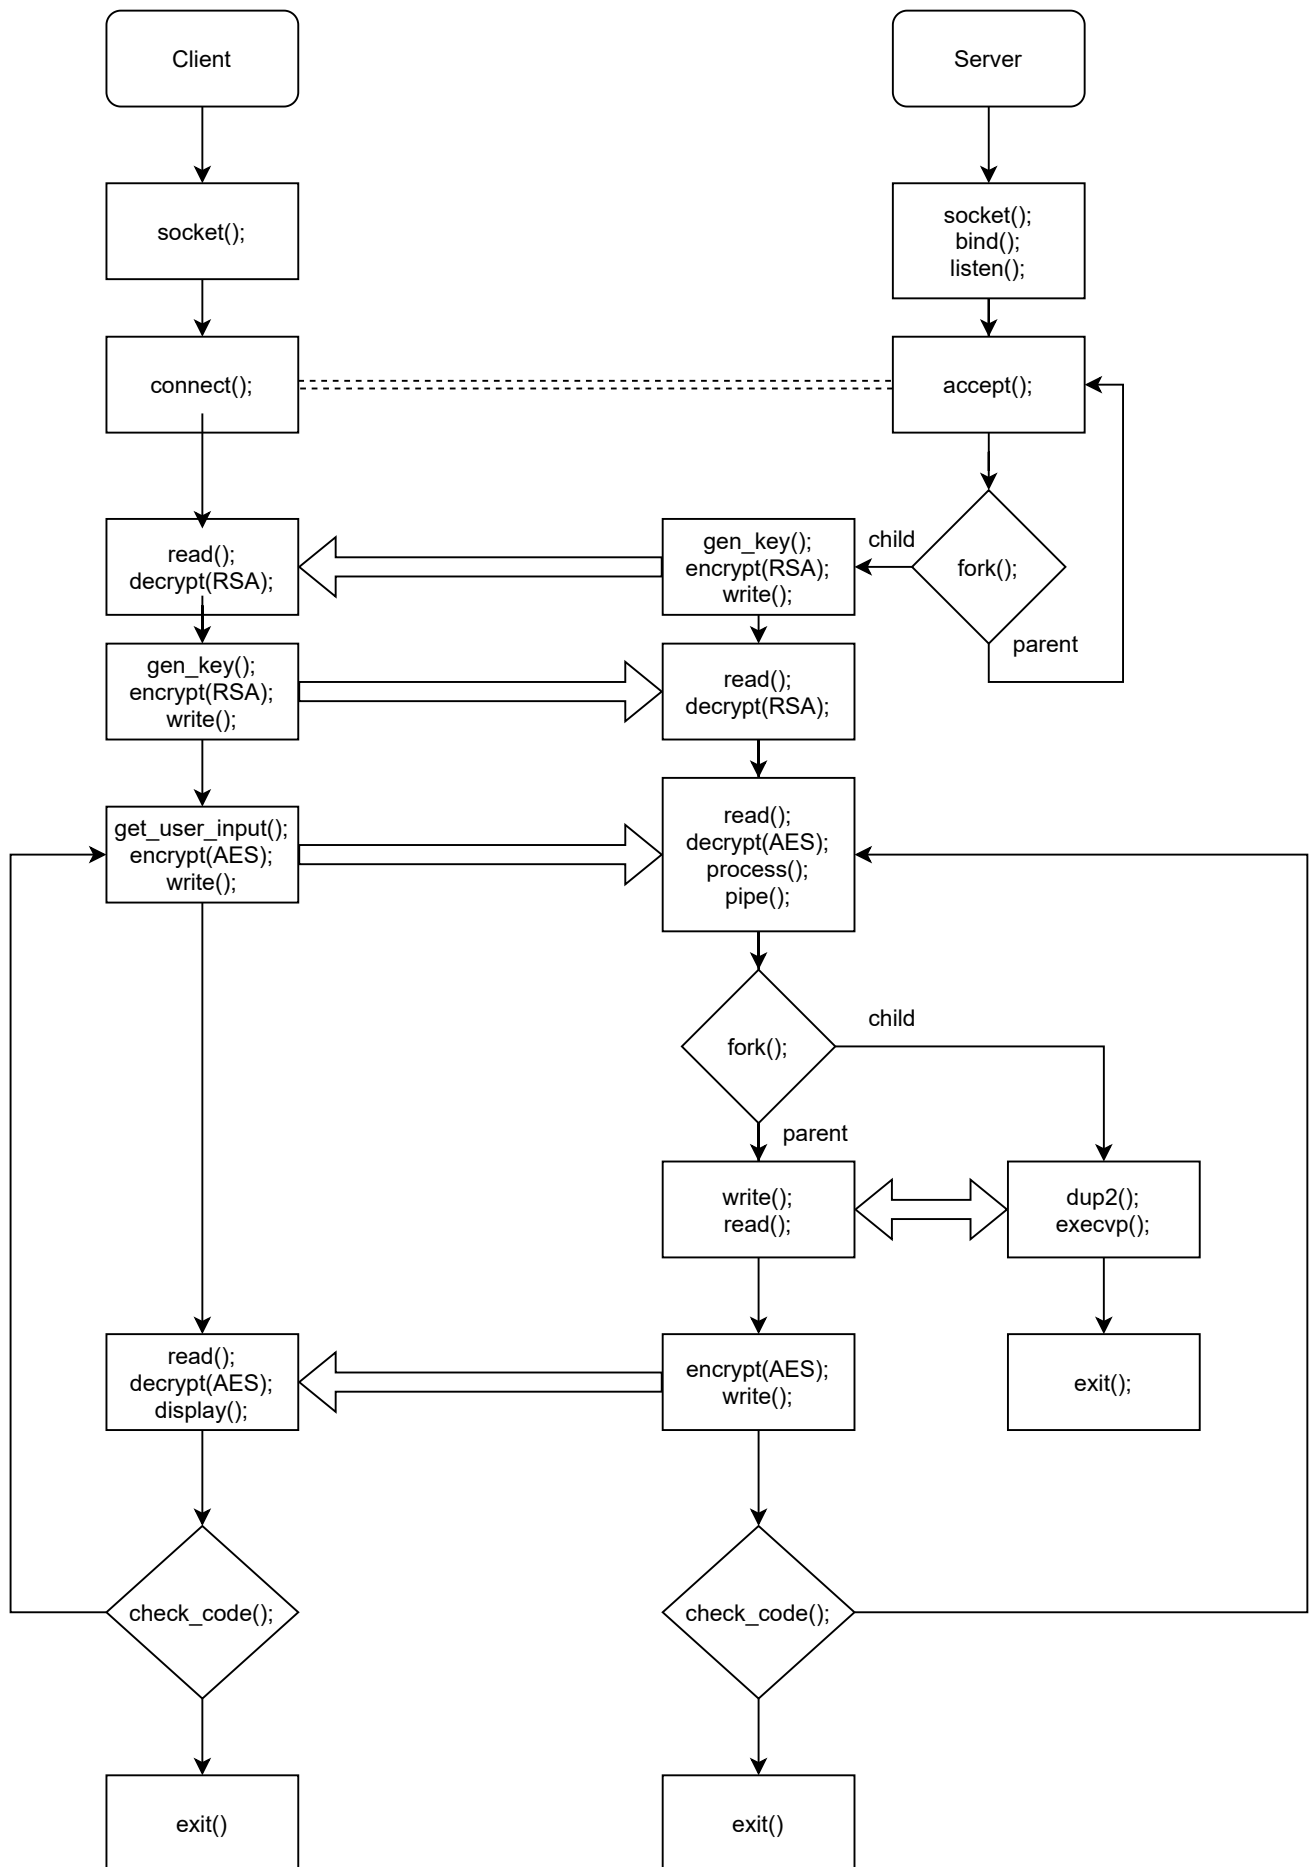 Client
Server
socket();
socket();
bind();
listen();
connect();
accept();
read();
decrypt(RSA);
gen_key();
encrypt(RSA);
write();
child
fork();
parent
gen_key();
encrypt(RSA);
write();
read();
decrypt(RSA);
get_user_input();
encrypt(AES);
write();
read();
decrypt(AES);
process();
pipe();
fork();
child
parent
write();
read();
dup2();
execvp();
read();
decrypt(AES);
display();
encrypt(AES);
write();
exit();
check_code();
check_code();
exit()
exit()